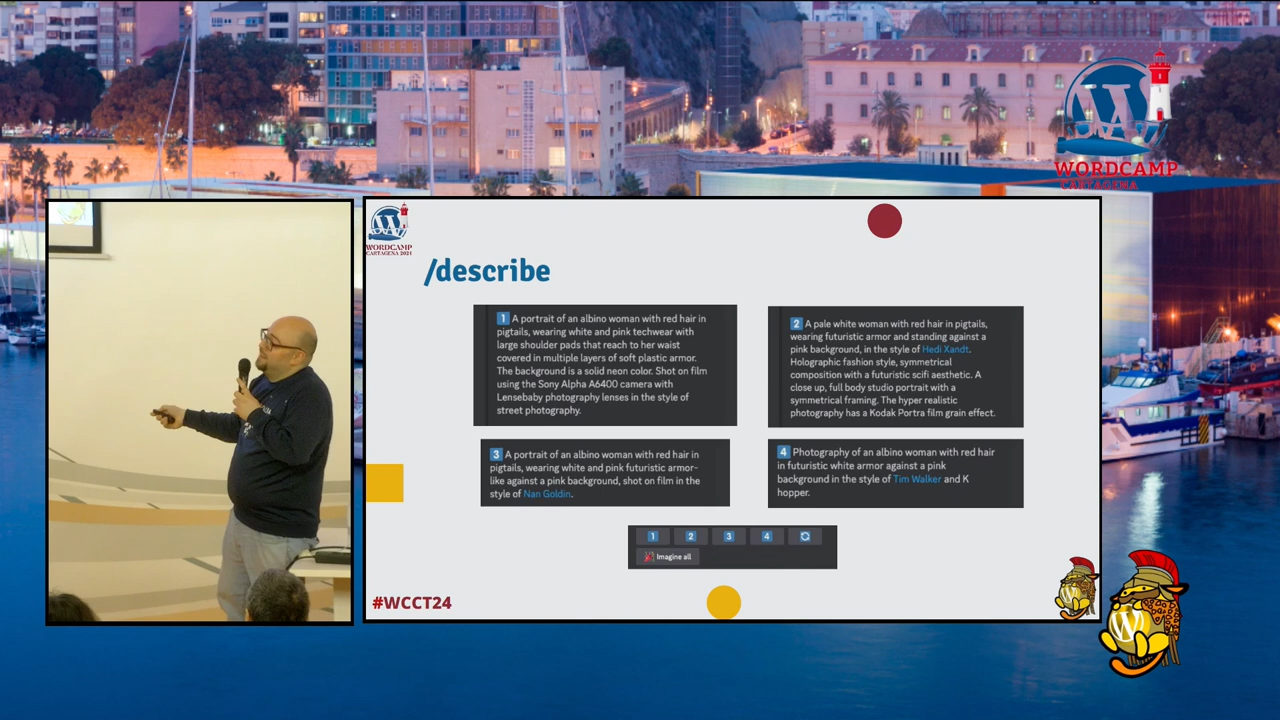 WORDCAMP
CARTAGENA
WORDCAMP
CARTAGENA 2024
/describe
1 A portrait of an albino woman with red hair in
pigtails, wearing white and pink techwear with
large shoulder pads that reach to her waist
covered in multiple layers of soft plastic armor.
The background is a solid neon color. Shot on film
using the Sony Alpha A6400 camera with
Lensebaby photography lenses in the style of
street photography.
2 A pale white woman with red hair in pigtails,
wearing futuristic armor and standing against a
pink background, in the style of Hedi Xandt.
Holographic fashion style, symmetrical
composition with a futuristic scifi aesthetic. A
close up, full body studio portrait with a
symmetrical framing. The hyper realistic
photography has a Kodak Portra film grain effect.
3 A portrait of an albino woman with red hair in
pigtails, wearing white and pink futuristic armor-
like against a pink background, shot on film in the
style of Nan Goldin.
4 Photography of an albino woman with red hair
in futuristic white armor against a pink
background in the style of Tim Walker and K
hopper.
1 2 3 4
Imagine all
#WCCT24